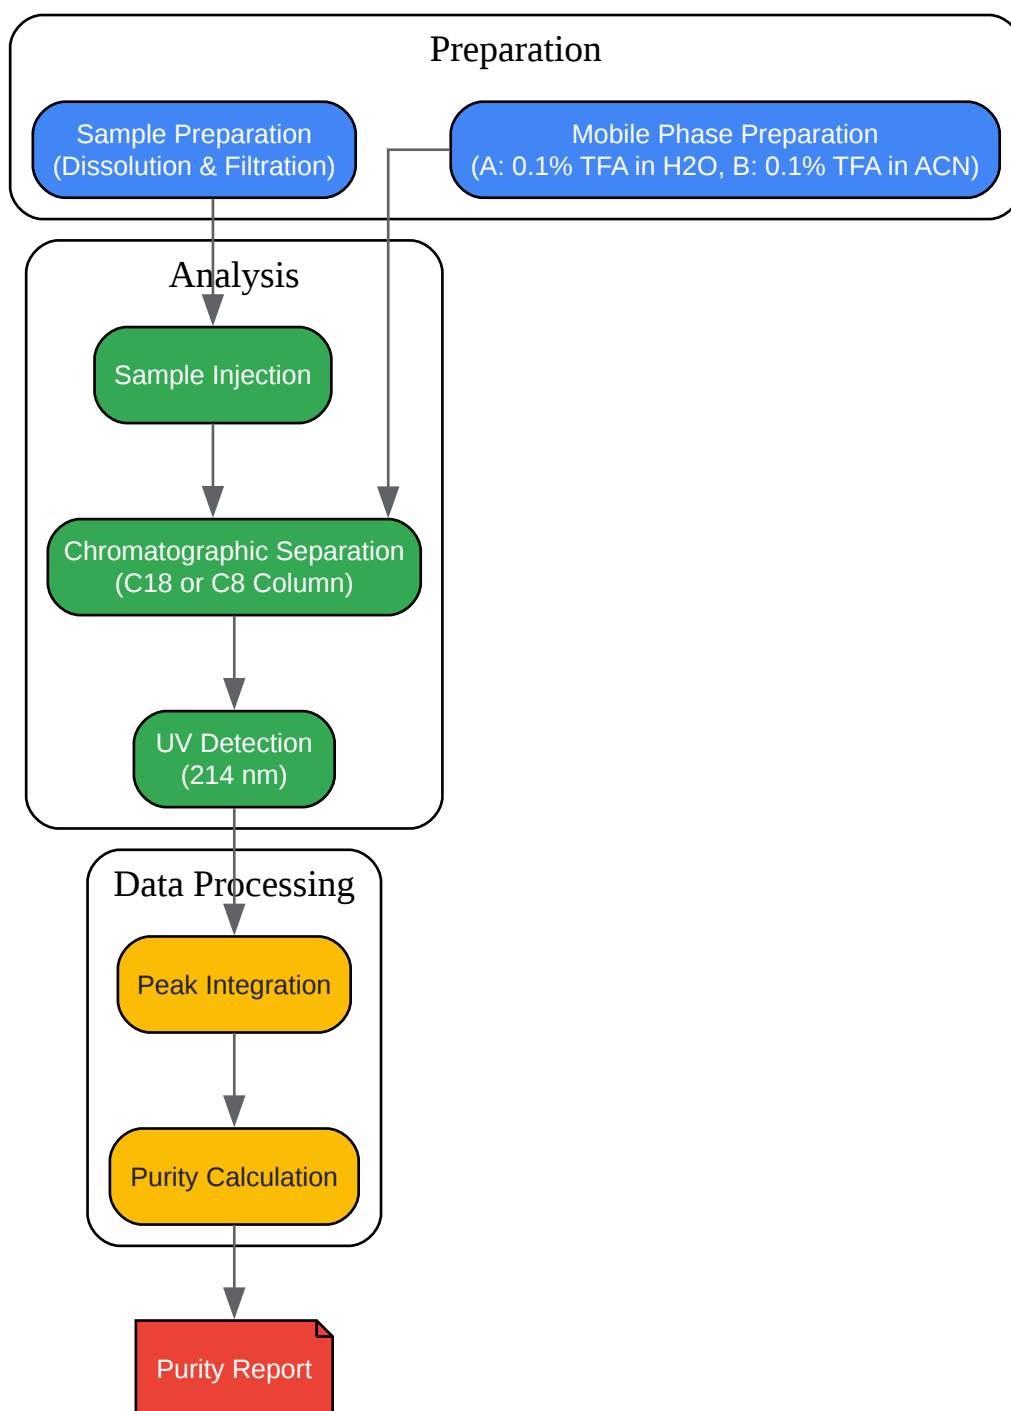 Preparation
Sample Preparation
(Dissolution & Filtration)
Mobile Phase Preparation
(A: 0.1% TFA in H2O, B: 0.1% TFA in ACN)
Analysis
Sample Injection
Chromatographic Separation
(C18 or C8 Column)
UV Detection
(214 nm)
Data Processing
Peak Integration
Purity Calculation
Purity Report